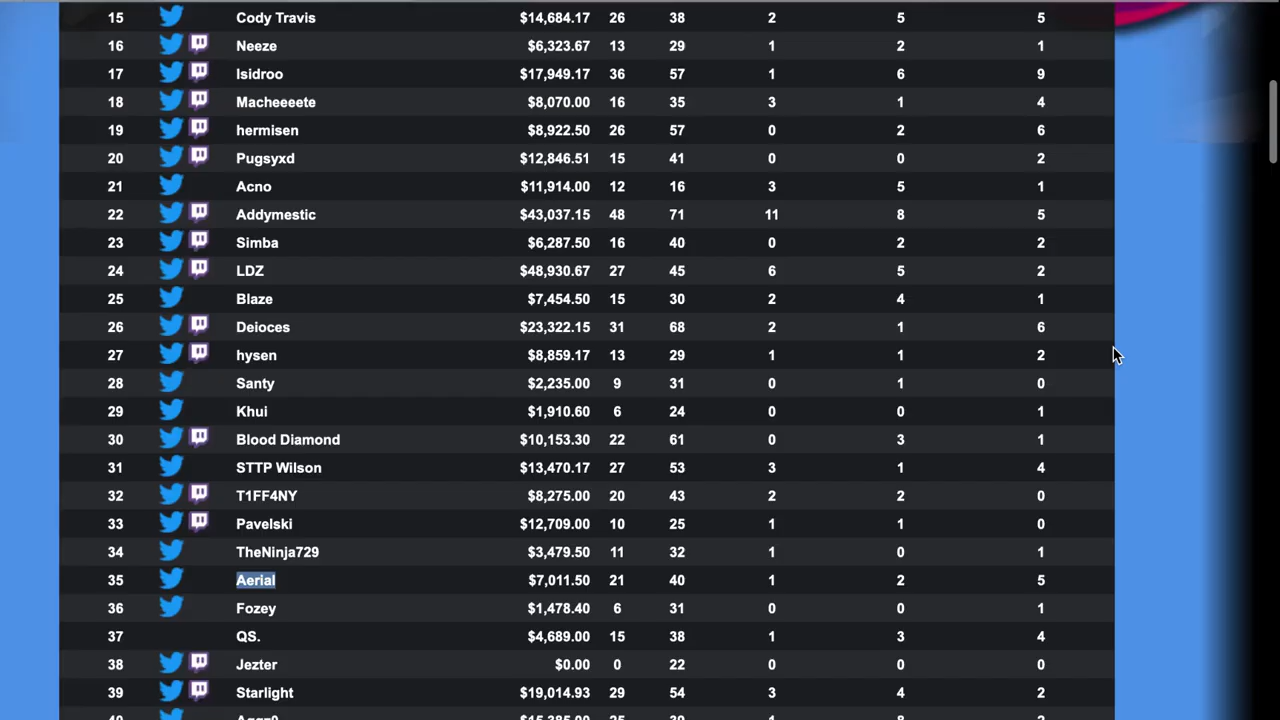 15 Cody Travis $14,684.17 26 38 2 5 5
16 Neeze $6,323.67 13 29 1 2 1
17 Isidroo $17,949.17 36 57 1 6 9
18 Macheeeete $8,070.00 16 35 3 1 4
19 hermisen $8,922.50 26 57 0 2 6
20 Pugsyxd $12,846.51 15 41 0 0 2
21 Acno $11,914.00 12 16 3 5 1
22 Addymestic $43,037.15 48 71 11 8 5
23 Simba $6,287.50 16 40 0 2 2
24 LDZ $48,930.67 27 45 6 5 2
25 Blaze $7,454.50 15 30 2 4 1
26 Deioces $23,322.15 31 68 2 1 6
27 hysen $8,859.17 13 29 1 1 2
28 Santy $2,235.00 9 31 0 1 0
29 Khui $1,910.60 6 24 0 0 1
30 Blood Diamond $10,153.30 22 61 0 3 1
31 STTP Wilson $13,470.17 27 53 3 1 4
32 T1FF4NY $8,275.00 20 43 2 2 0
33 Pavelski $12,709.00 10 25 1 1 0
34 TheNinja729 $3,479.50 11 32 1 0 1
35 Aerial $7,011.50 21 40 1 2 5
36 Fozey $1,478.40 6 31 0 0 1
37 QS. $4,689.00 15 38 1 3 4
38 Jezter $0.00 0 22 0 0 0
39 Starlight $19,014.93 29 54 3 4 2